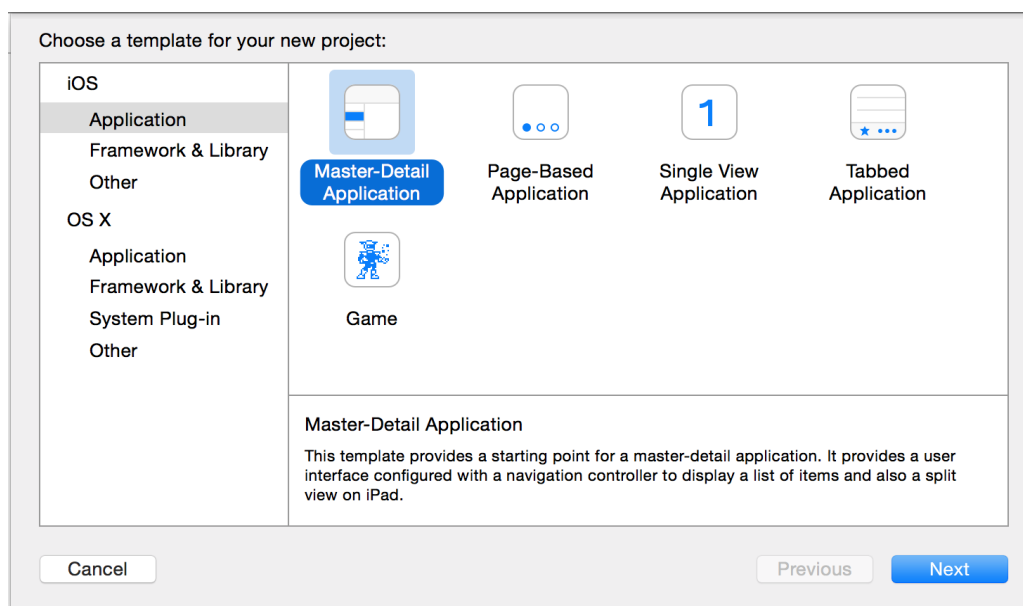 Choose a template for your new project:
iOS
Application
Framework & Library
Other
OS X
Application
Framework & Library
System Plug-in
Other
Master-Detail
Application
Page-Based
Application
1
Single View
Application
Tabbed
Application
Game
Master-Detail Application
This template provides a starting point for a master-detail application. It provides a user
interface configured with a navigation controller to display a list of items and also a split
view on iPad.
Cancel
Previous
Next